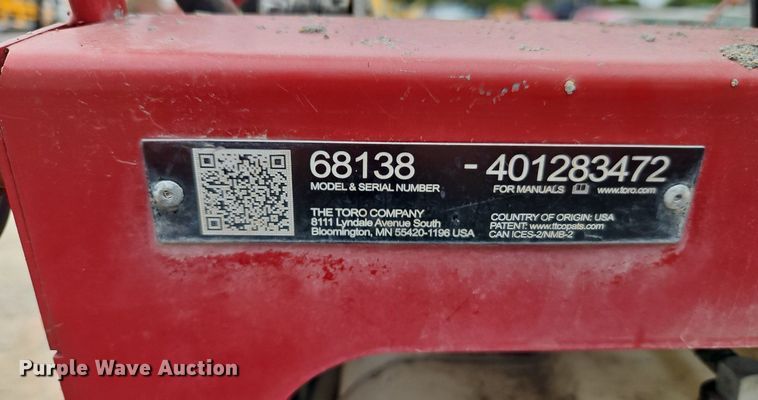 68138 - 401283472
MODEL & SERIAL NUMBER FOR MANUALS www.toro.com
THE TORO COMPANY
8111 Lyndale Avenue South
Bloomington, MN 55420-1196 USA
COUNTRY OF ORIGIN: USA
PATENT: www.ttcopats.com
CAN ICES-2/NMB-2
Purple Wave Auction